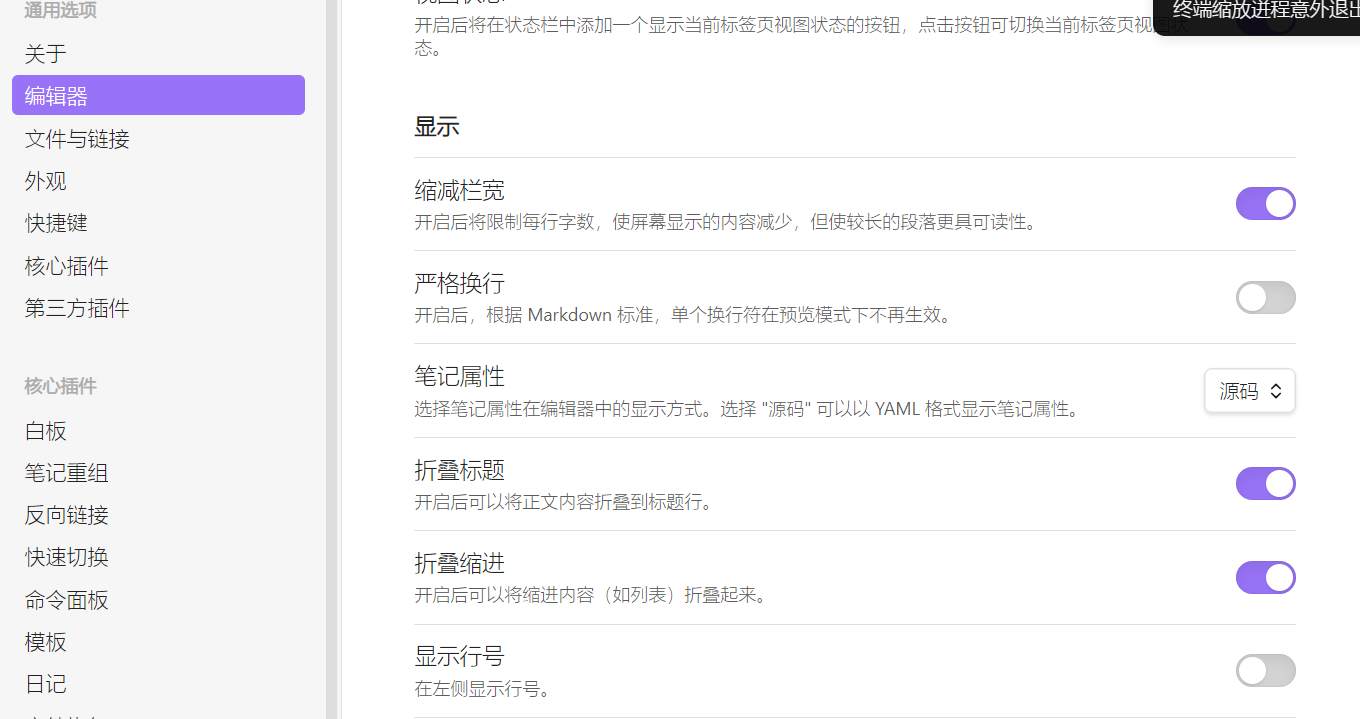 通用选项
关于
编辑器
文件与链接
外观
快捷键
核心插件
第三方插件
核心插件
白板
笔记重组
反向链接
快速切换
命令面板
模板
日记
终端缩放进程意外退出
开启后将在状态栏中添加一个显示当前标签页视图状态的按钮，点击按钮可切换当前标签页视图状
态。
显示
缩减栏宽
开启后将限制每行字数，使屏幕显示的内容减少，但使较长的段落更具可读性。
严格换行
开启后，根据 Markdown 标准，单个换行符在预览模式下不再生效。
笔记属性
选择笔记属性在编辑器中的显示方式。选择 "源码" 可以以 YAML 格式显示笔记属性。
源码
折叠标题
开启后可以将正文内容折叠到标题行。
折叠缩进
开启后可以将缩进内容（如列表）折叠起来。
显示行号
在左侧显示行号。